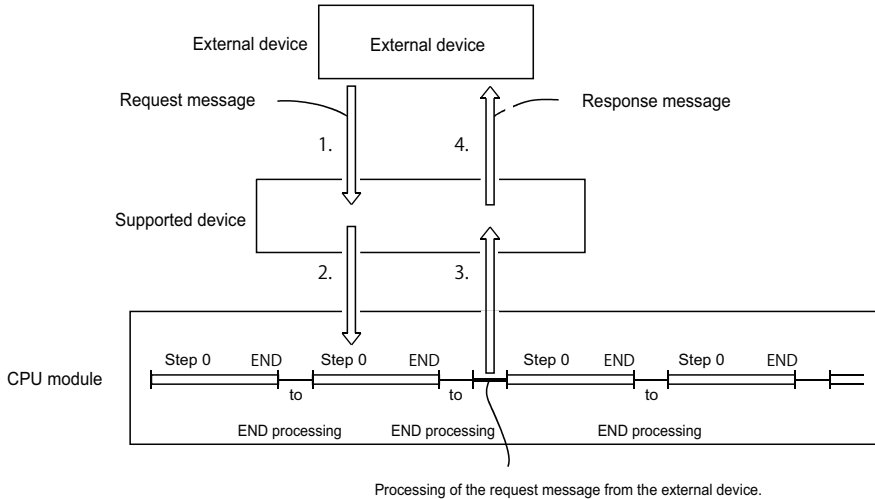 External device
External device
Request message
Response message
1.
4.
Supported device
2.
3.
Step 0 END Step 0 END Step 0 END Step 0 END
CPU module
to to to
END processing END processing END processing
Processing of the request message from the external device.